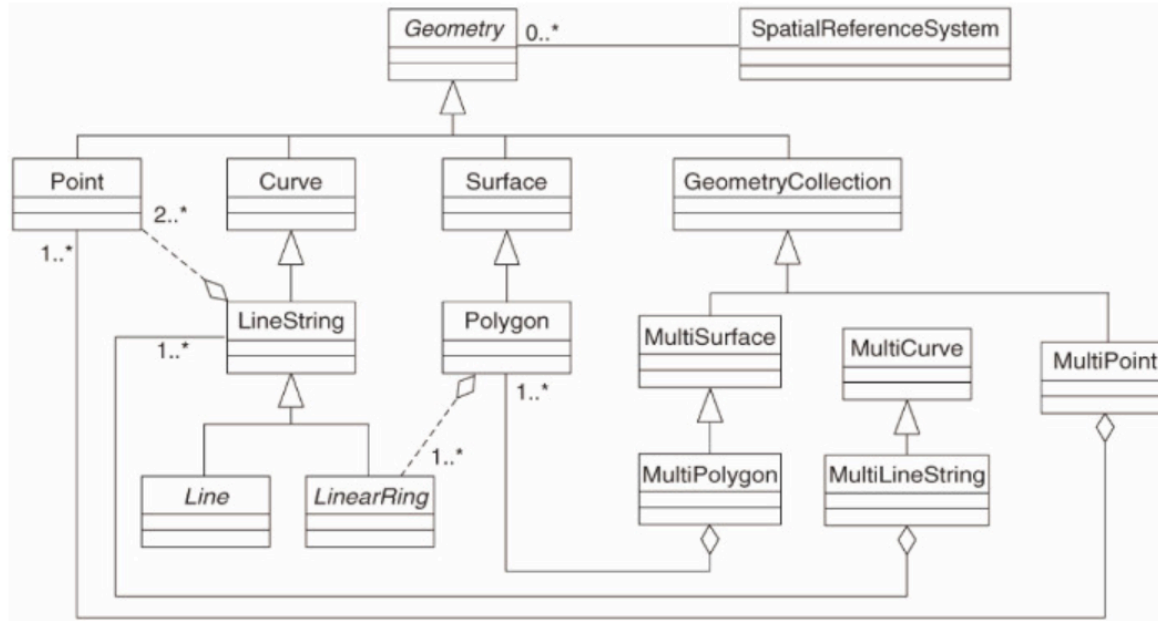 Geometry
0..*
SpatialReferenceSystem
Point
Curve
Surface
GeometryCollection
2..*
1..*
LineString
Polygon
MultiSurface
MultiCurve
MultiPoint
1..*
1..*
1..*
Line
LinearRing
MultiPolygon
MultiLineString